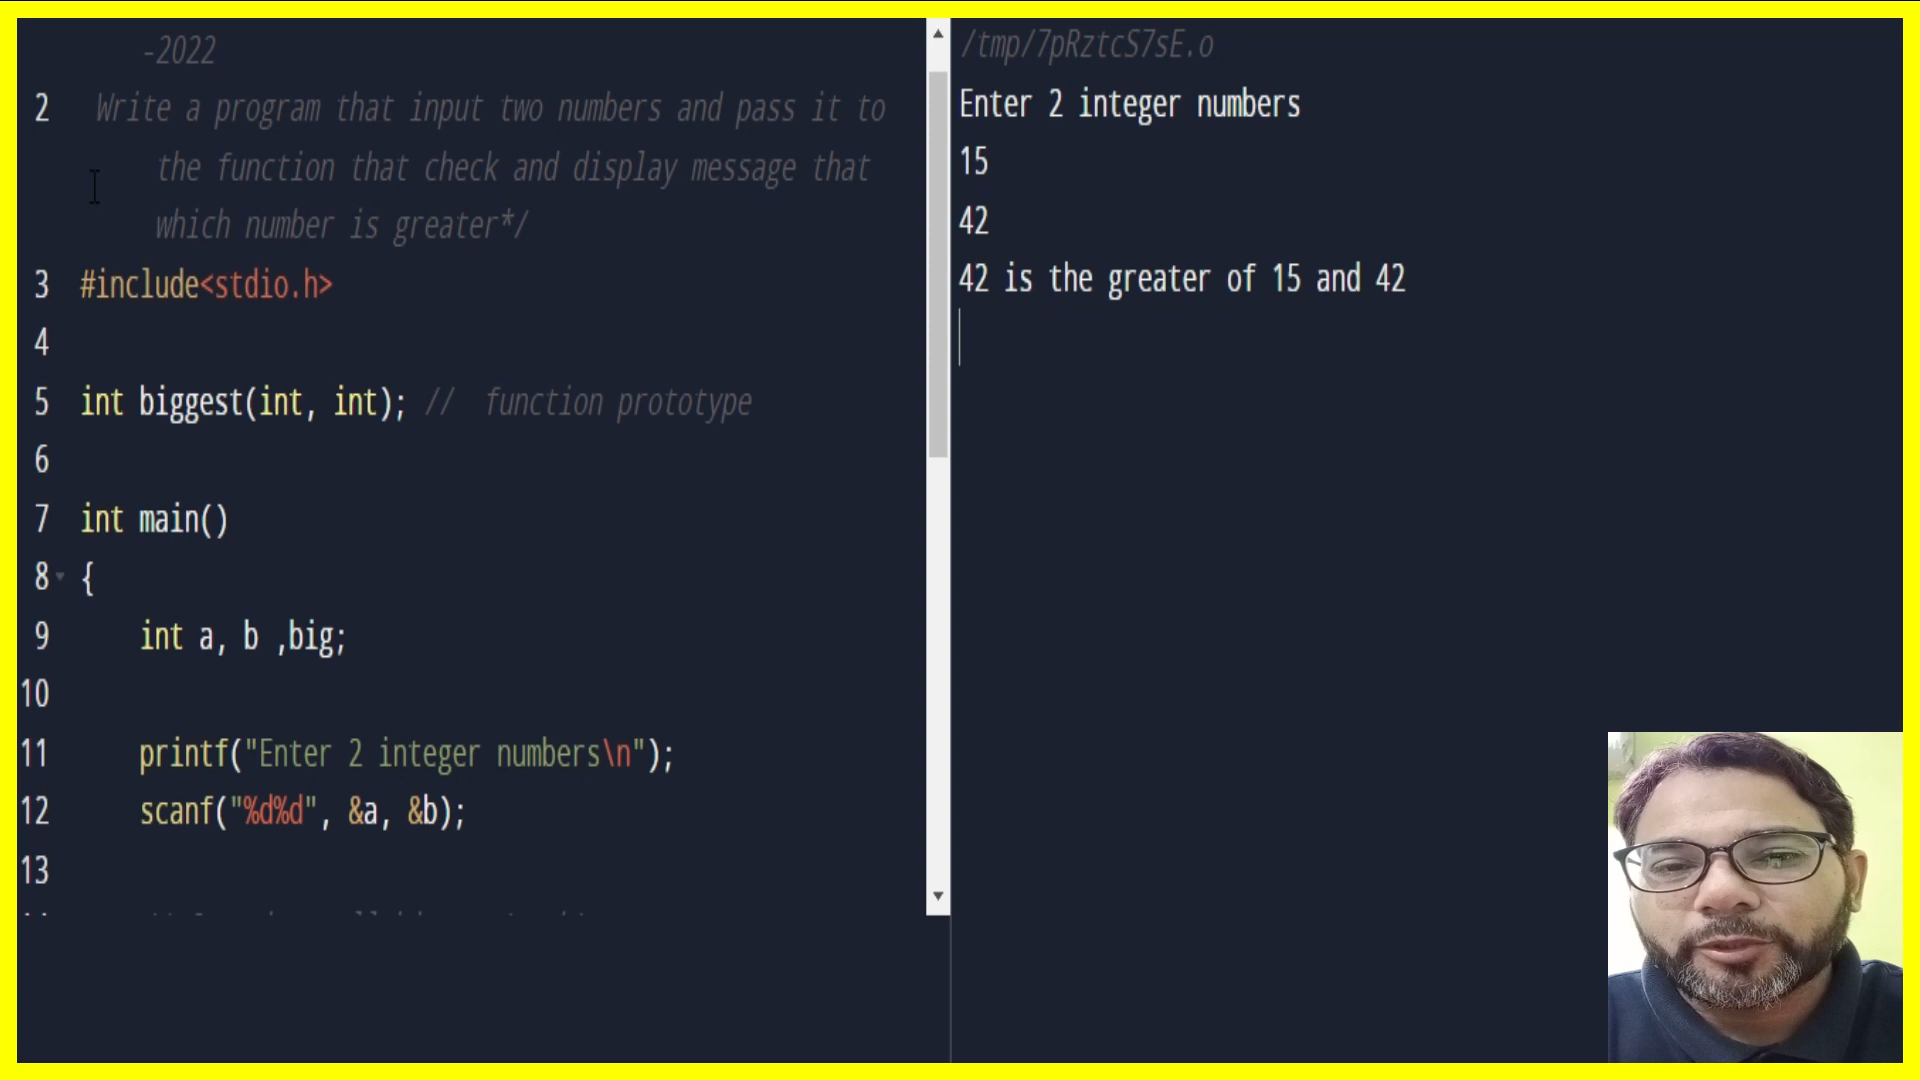 -2022
2 Write a program that input two numbers and pass it to
the function that check and display message that
which number is greater*/
3 #include<stdio.h>
4
5 int biggest(int, int); // function prototype
6
7 int main()
8 {
9 int a, b ,big;
10
11 printf("Enter 2 integer numbers\n");
12 scanf("%d%d", &a, &b);
13
/tmp/7pRztcS7sE.o
Enter 2 integer numbers
15
42
42 is the greater of 15 and 42